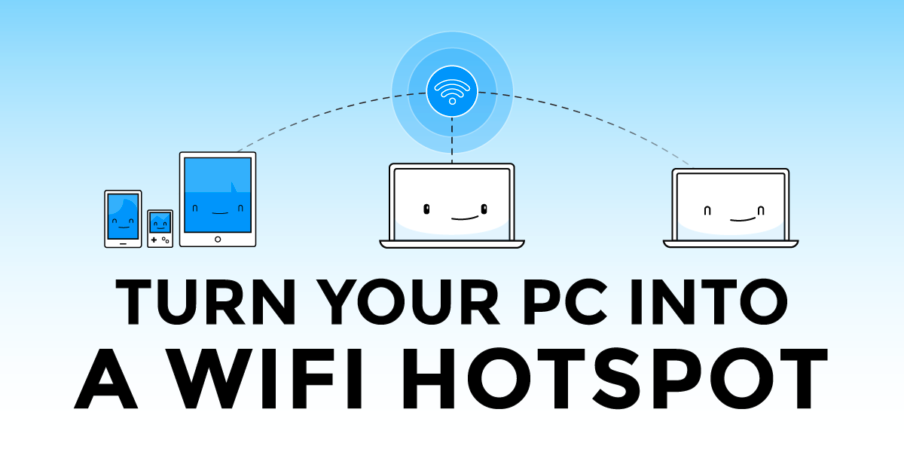 TURN YOUR PC INTO
A WIFI HOTSPOT